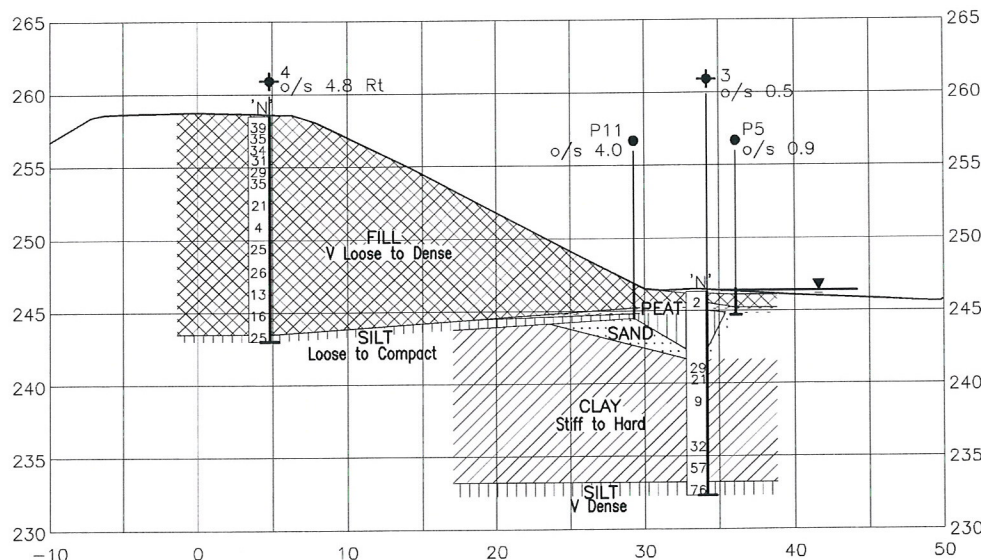 265
260
255
250
245
240
235
230
4
o/s 4.8 Rt
'N'
39
35
34
31
29
35
21
4
25
26
13
16
25
FILL
V Loose to Dense
SILT
Loose to Compact
P11
o/s 4.0
3
o/s 0.5
P5
o/s 0.9
'N'
2
PEAT
SAND
29
21
9
32
57
76
CLAY
Stiff to Hard
SILT
V Dense
265
260
255
250
245
240
235
230
-10
0
10
20
30
40
50